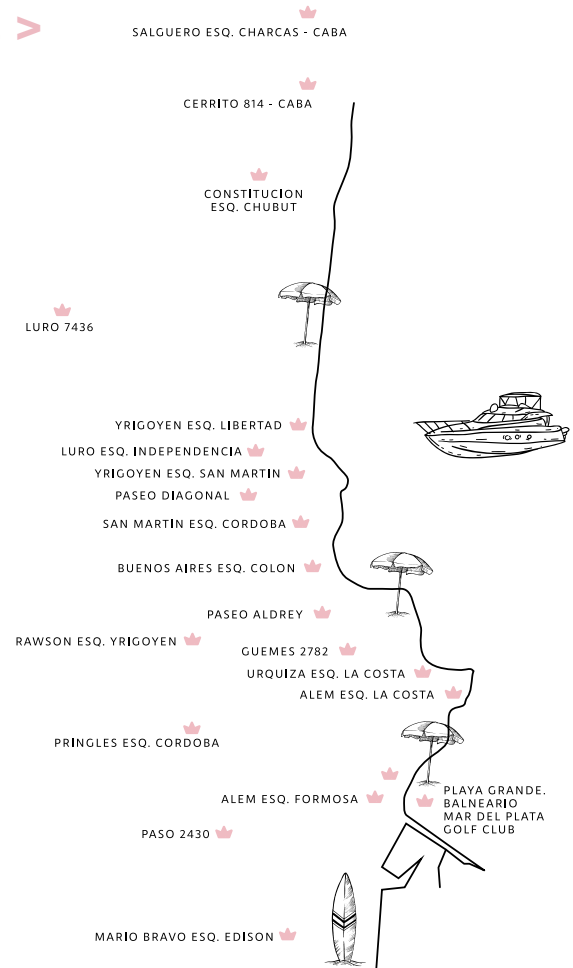 SALGUERO ESQ. CHARCAS - CABA
CERRITO 814 - CABA
CONSTITUCION
ESQ. CHUBUT
LURO 7436
YRIGOYEN ESQ. LIBERTAD
LURO ESQ. INDEPENDENCIA
YRIGOYEN ESQ. SAN MARTIN
PASEO DIAGONAL
SAN MARTIN ESQ. CORDOBA
BUENOS AIRES ESQ. COLON
PASEO ALDREY
RAWSON ESQ. YRIGOYEN
GUEMES 2782
URQUIZA ESQ. LA COSTA
ALEM ESQ. LA COSTA
PRINGLES ESQ. CORDOBA
ALEM ESQ. FORMOSA
PLAYA GRANDE.
BALNEARIO
MAR DEL PLATA
GOLF CLUB
PASO 2430
MARIO BRAVO ESQ. EDISON